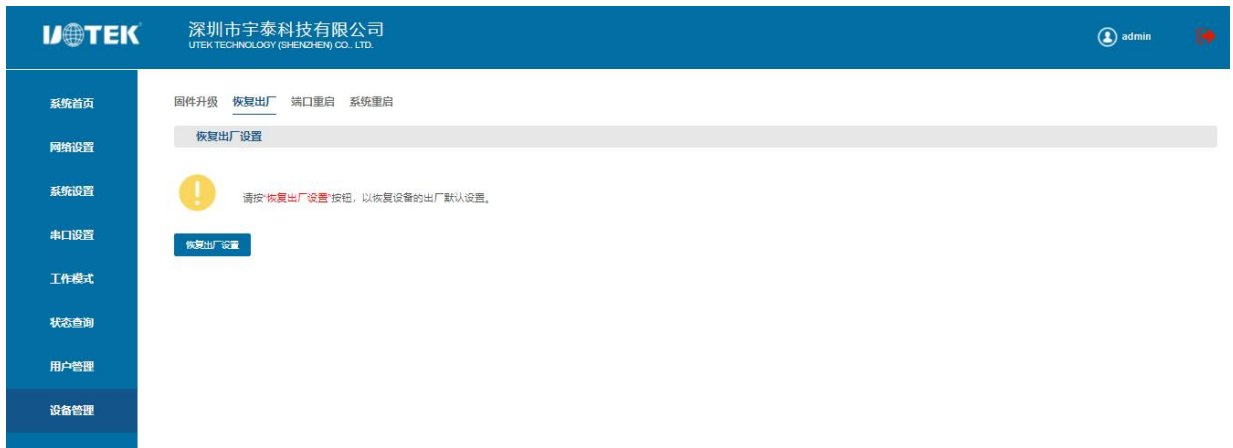 UOTEK
深圳市宇泰科技有限公司
UTEK TECHNOLOGY (SHENZHEN) CO., LTD.
admin
系统首页
网络设置
系统设置
串口设置
工作模式
状态查询
用户管理
设备管理
固件升级 恢复出厂 端口重启 系统重启
恢复出厂设置
请按“恢复出厂设置”按钮，以恢复设备的出厂默认设置。
恢复出厂设置